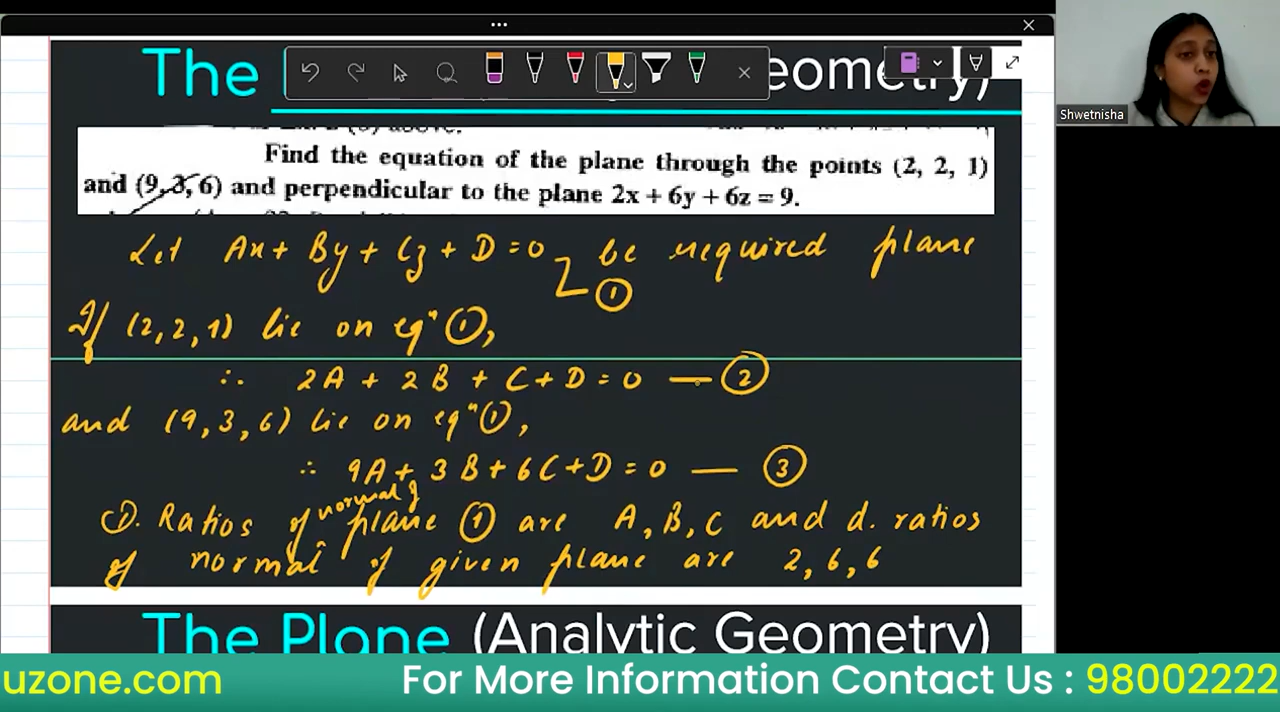 The
eometry)
Shwetnisha
Find the equation of the plane through the points (2, 2, 1)
and (9, 3, 6) and perpendicular to the plane 2x + 6y + 6z = 9.
Let Ax + By + Cz + D = 0 be required plane
①
If (2, 2, 1) lie on eqⁿ ①,
∴ 2A + 2B + C + D = 0 — ②
and (9, 3, 6) lie on eqⁿ ①,
∴ 9A + 3B + 6C + D = 0 — ③
D. Ratios of normal of plane ① are A, B, C and d. ratios
of normal of given plane are 2, 6, 6
The Plane (Analytic Geometry)
uzone.com For More Information Contact Us : 98002222